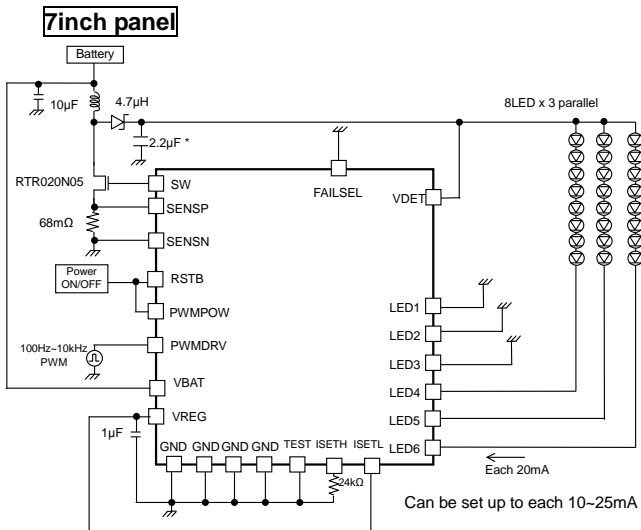 7inch panel
Battery
10μF
4.7μH
2.2μF *
8LED x 3 parallel
RTR020N05
68mΩ
SW
SENSP
SENSN
FAILSEL
VDET
Power
ON/OFF
RSTB
PWMPOW
100Hz~10kHz
PWM
PWMDRV
VBAT
VREG
1μF
LED1
LED2
LED3
LED4
LED5
LED6
GND GND GND GND TEST ISETH ISETL
24kΩ
Each 20mA
Can be set up to each 10~25mA